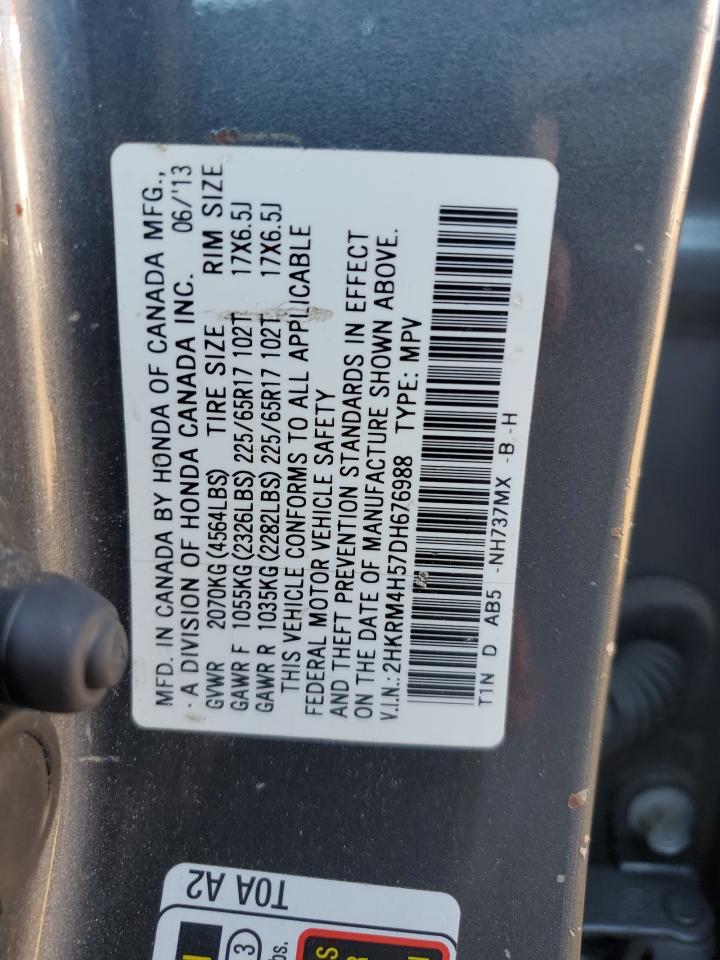 MFD. IN CANADA BY HONDA OF CANADA MFG.,
A DIVISION OF HONDA CANADA INC. 06/'13
GVWR 2070KG(4564LBS) TIRE SIZE RIM SIZE
GAWR F 1055KG(2326LBS) 225/65R17 102T 17X6.5J
GAWR R 1035KG(2282LBS) 225/65R17 102T 17X6.5J
THIS VEHICLE CONFORMS TO ALL APPLICABLE
FEDERAL MOTOR VEHICLE SAFETY
AND THEFT PREVENTION STANDARDS IN EFFECT
ON THE DATE OF MANUFACTURE SHOWN ABOVE.
V.I.N.: 2HKRM4H57DH676988 TYPE: MPV
T1N D AB5 -NH737MX -B -H
T0A A2
3